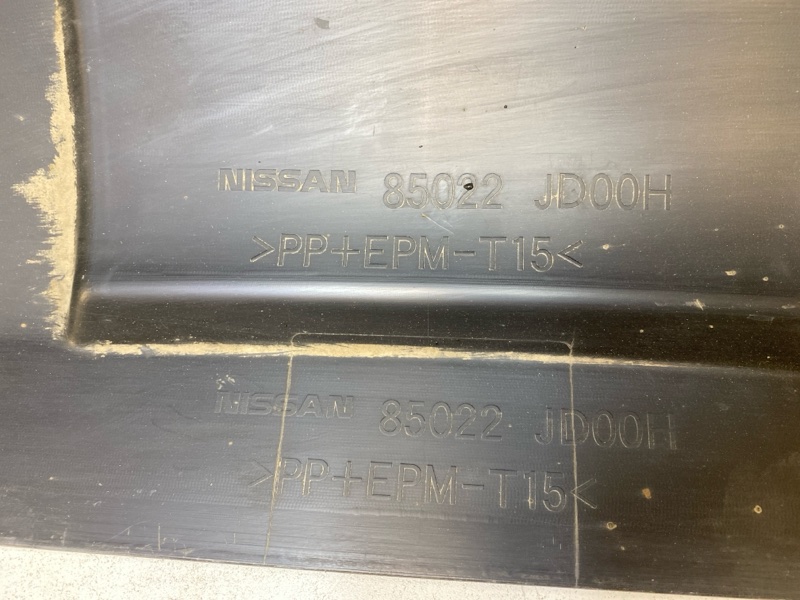 NISSAN 85022 JD00H
>PP+EPM-T15<
NISSAN 85022 JD00H
>PP+EPM-T15<